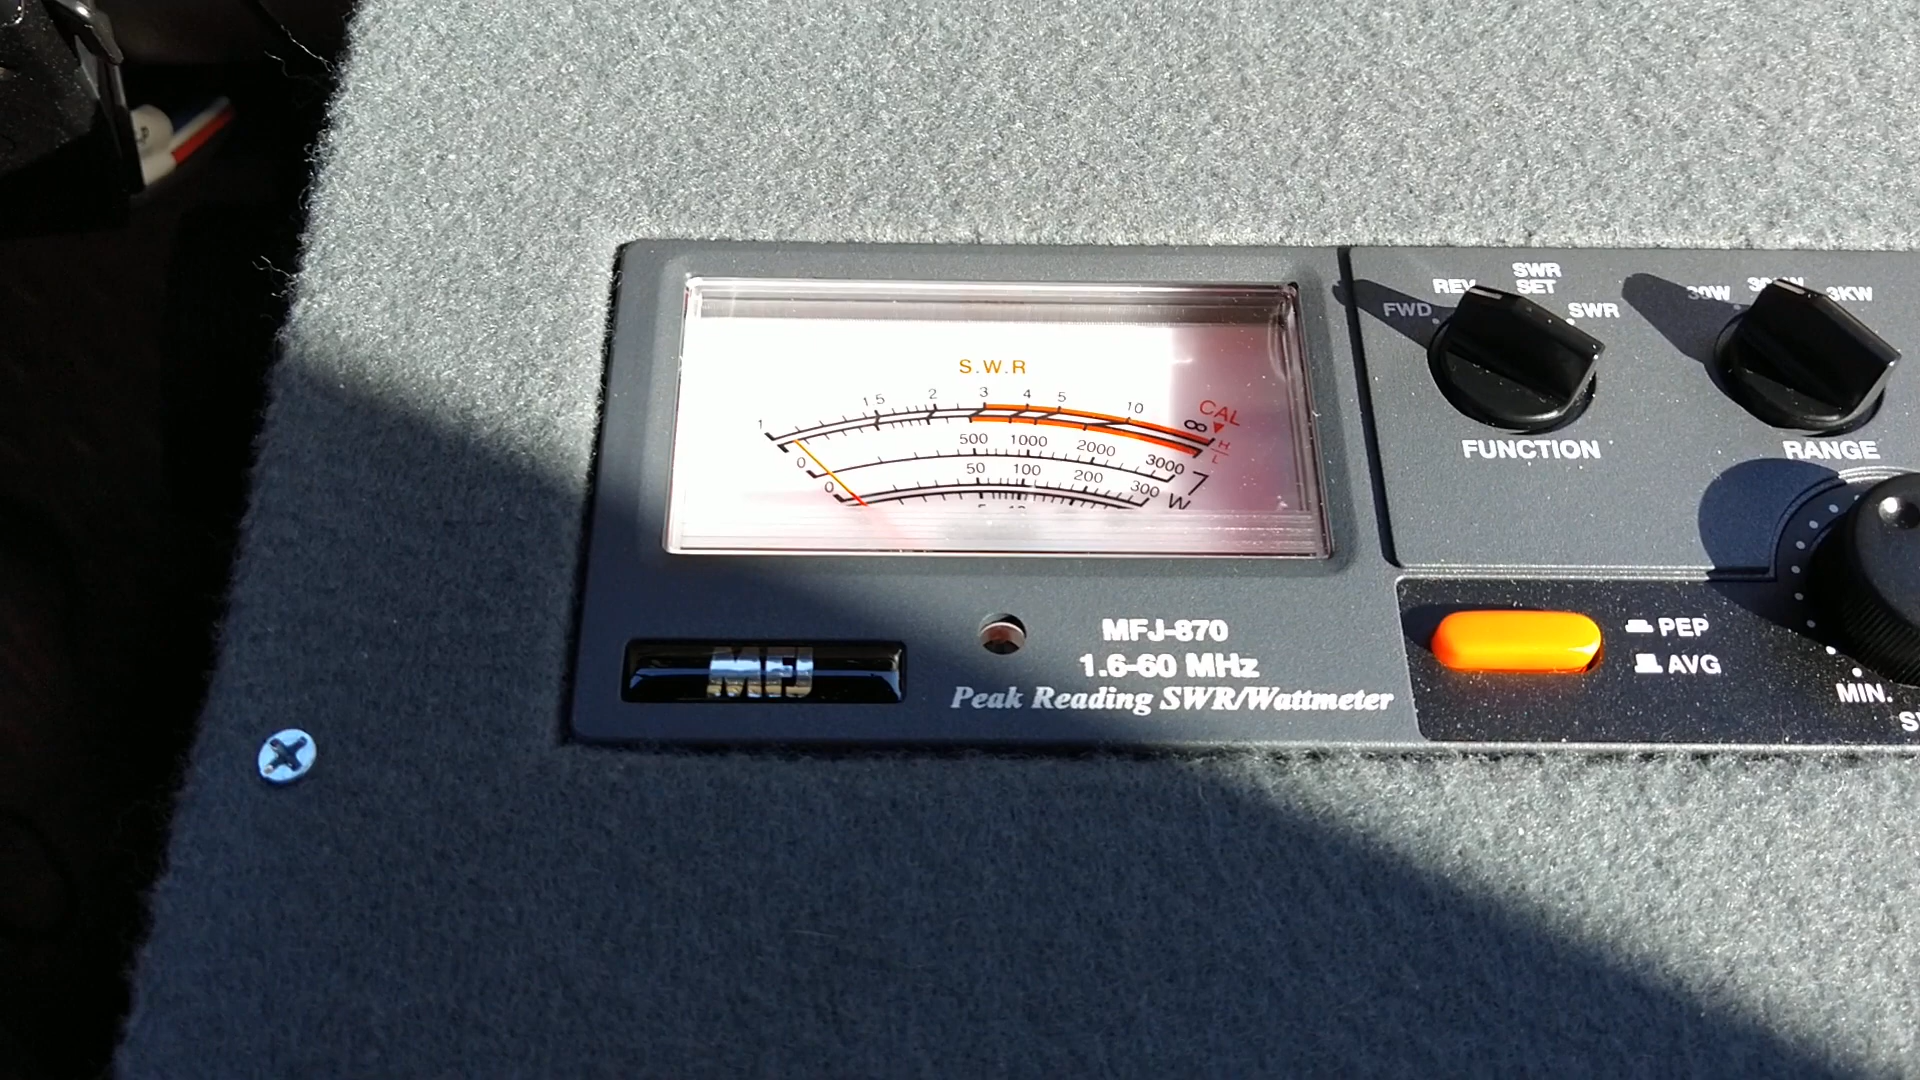 S.W.R
1 1.5 2 3 4 5 10 ∞ CAL
H
L
0 500 1000 2000 3000
0 50 100 200 300 W
MFJ
MFJ-870
1.6-60 MHz
Peak Reading SWR/Wattmeter
FWD REV SWR SET SWR
FUNCTION
30W 3KW
RANGE
PEP
AVG
MIN.